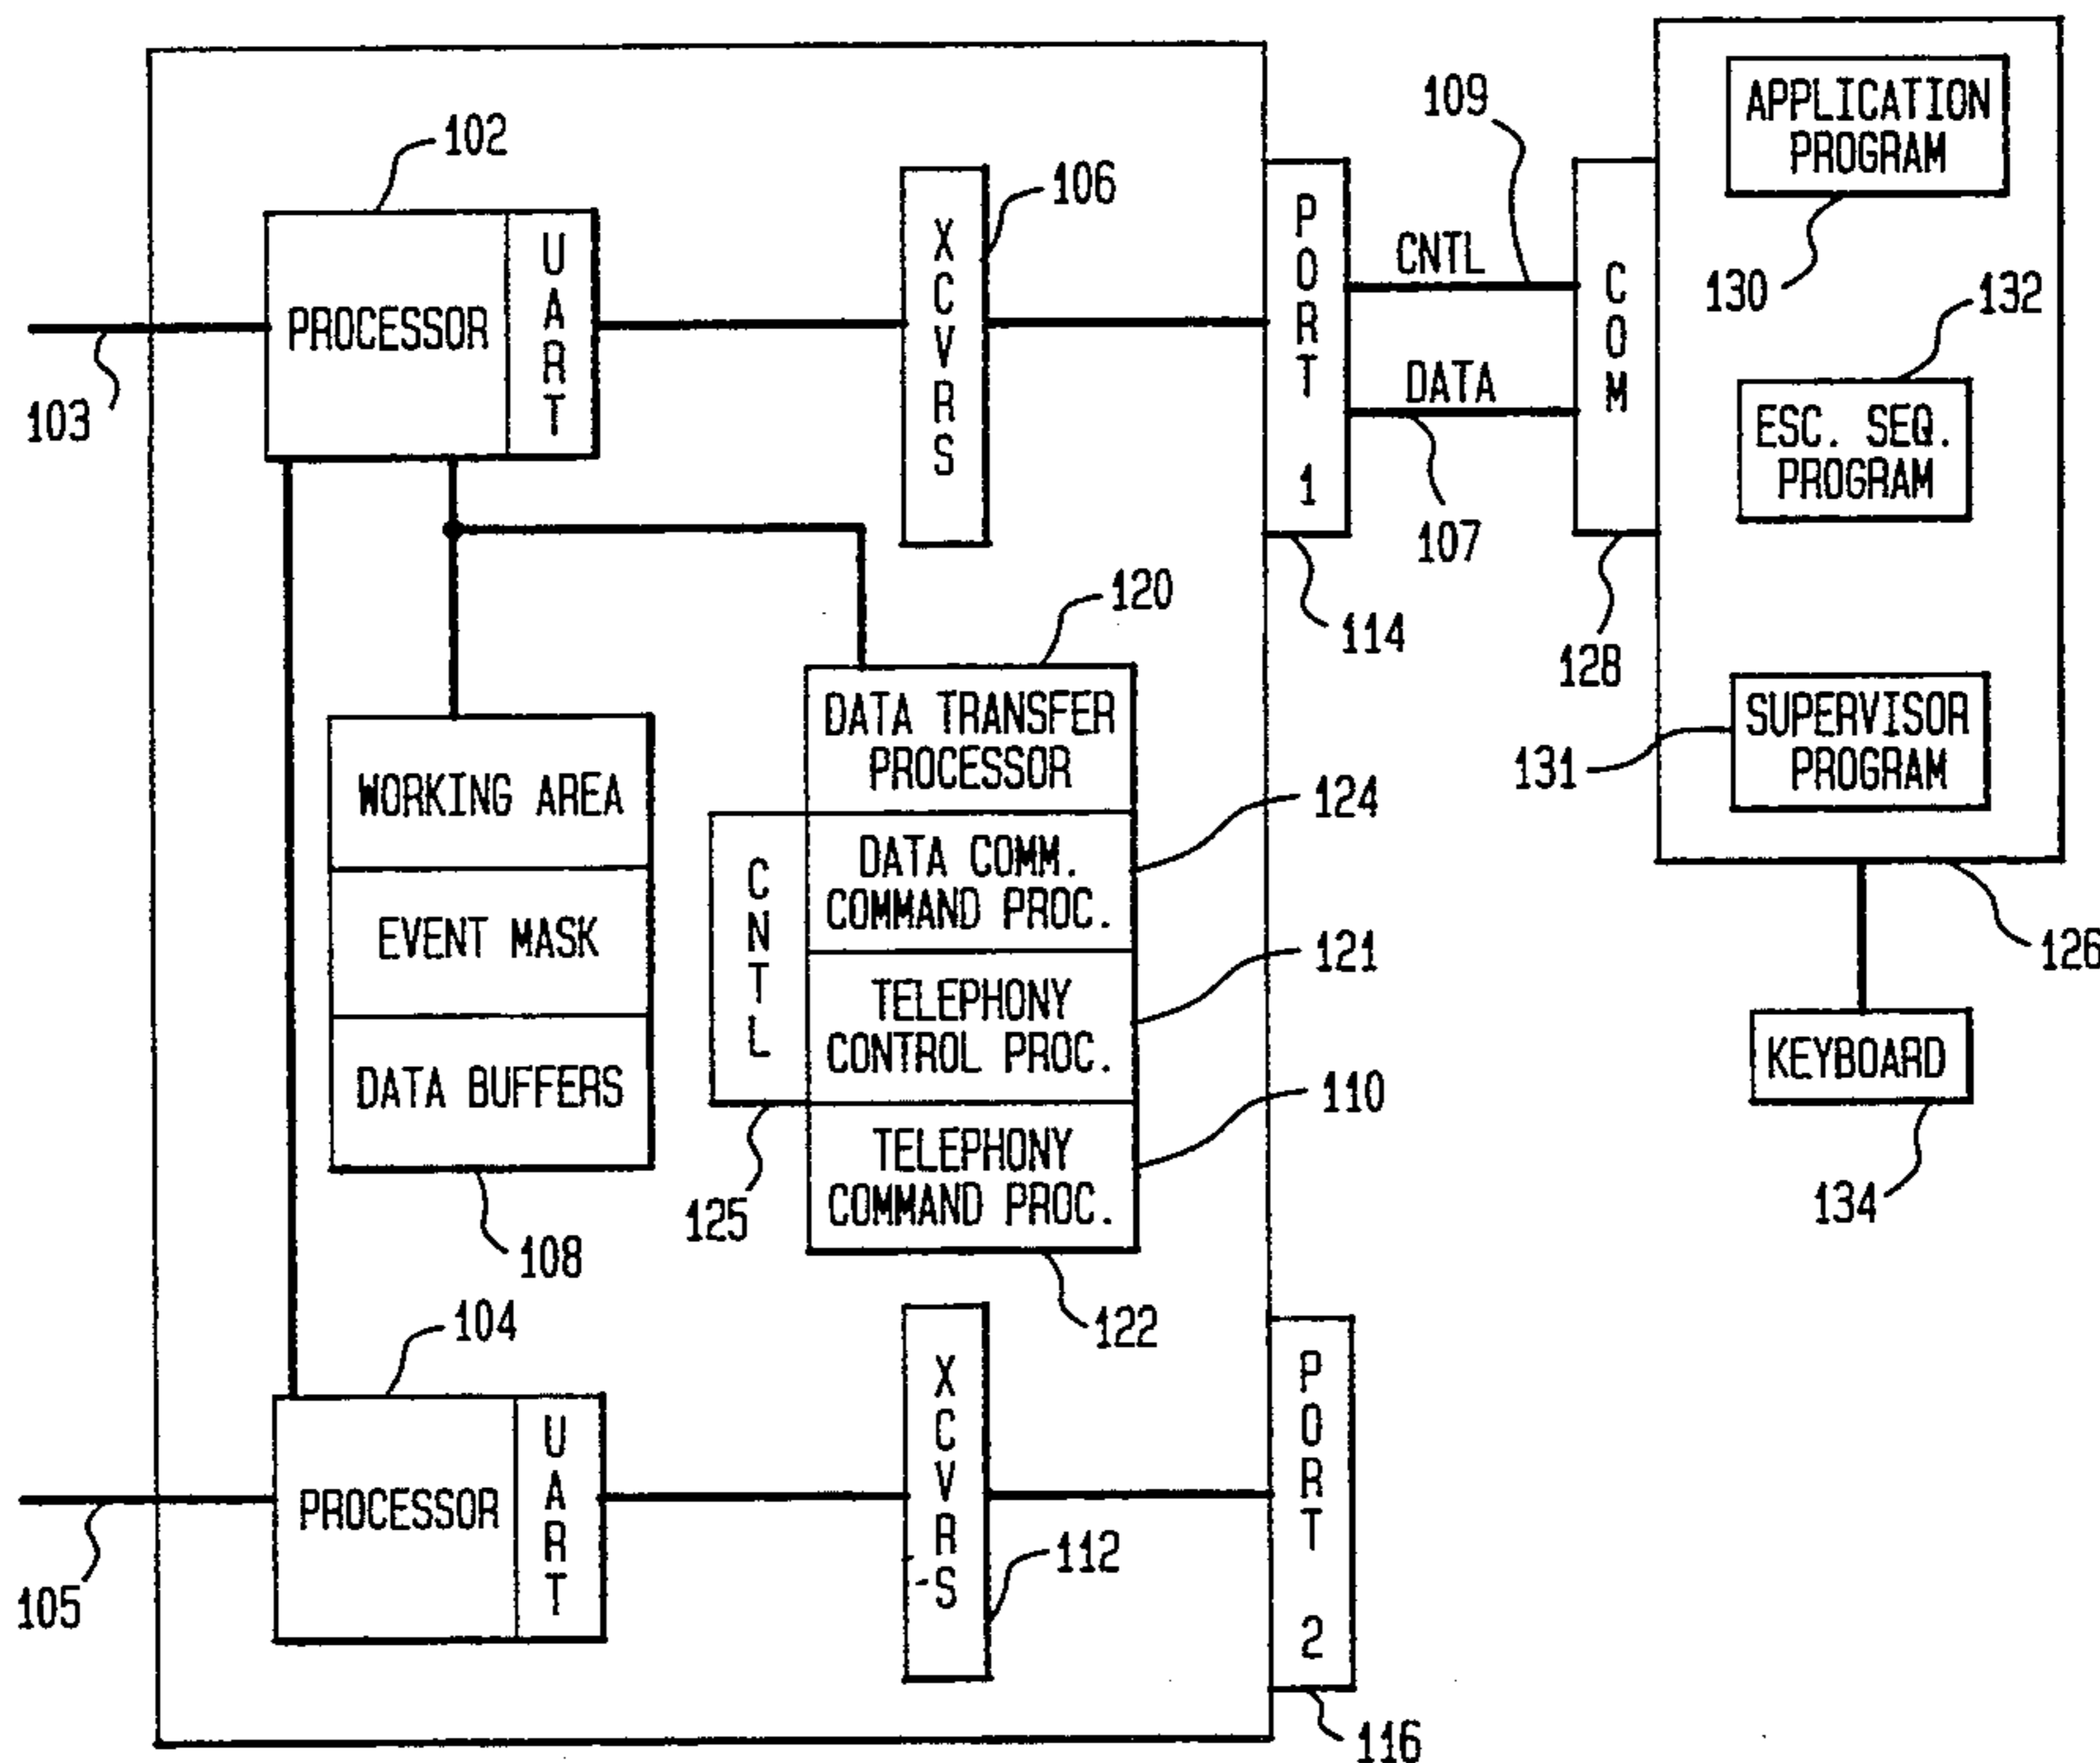 102
PROCESSOR
UART
103
XCVRS
106
PORT 1
114
CNTL
109
DATA
107
COM
128
APPLICATION
PROGRAM
130
132
ESC. SEQ.
PROGRAM
SUPERVISOR
PROGRAM
131
126
KEYBOARD
134
WORKING AREA
EVENT MASK
DATA BUFFERS
108
120
DATA TRANSFER
PROCESSOR
CNTL
125
DATA COMM.
COMMAND PROC.
124
TELEPHONY
CONTROL PROC.
121
TELEPHONY
COMMAND PROC.
110
122
104
PROCESSOR
UART
105
XCVRS
112
PORT 2
116